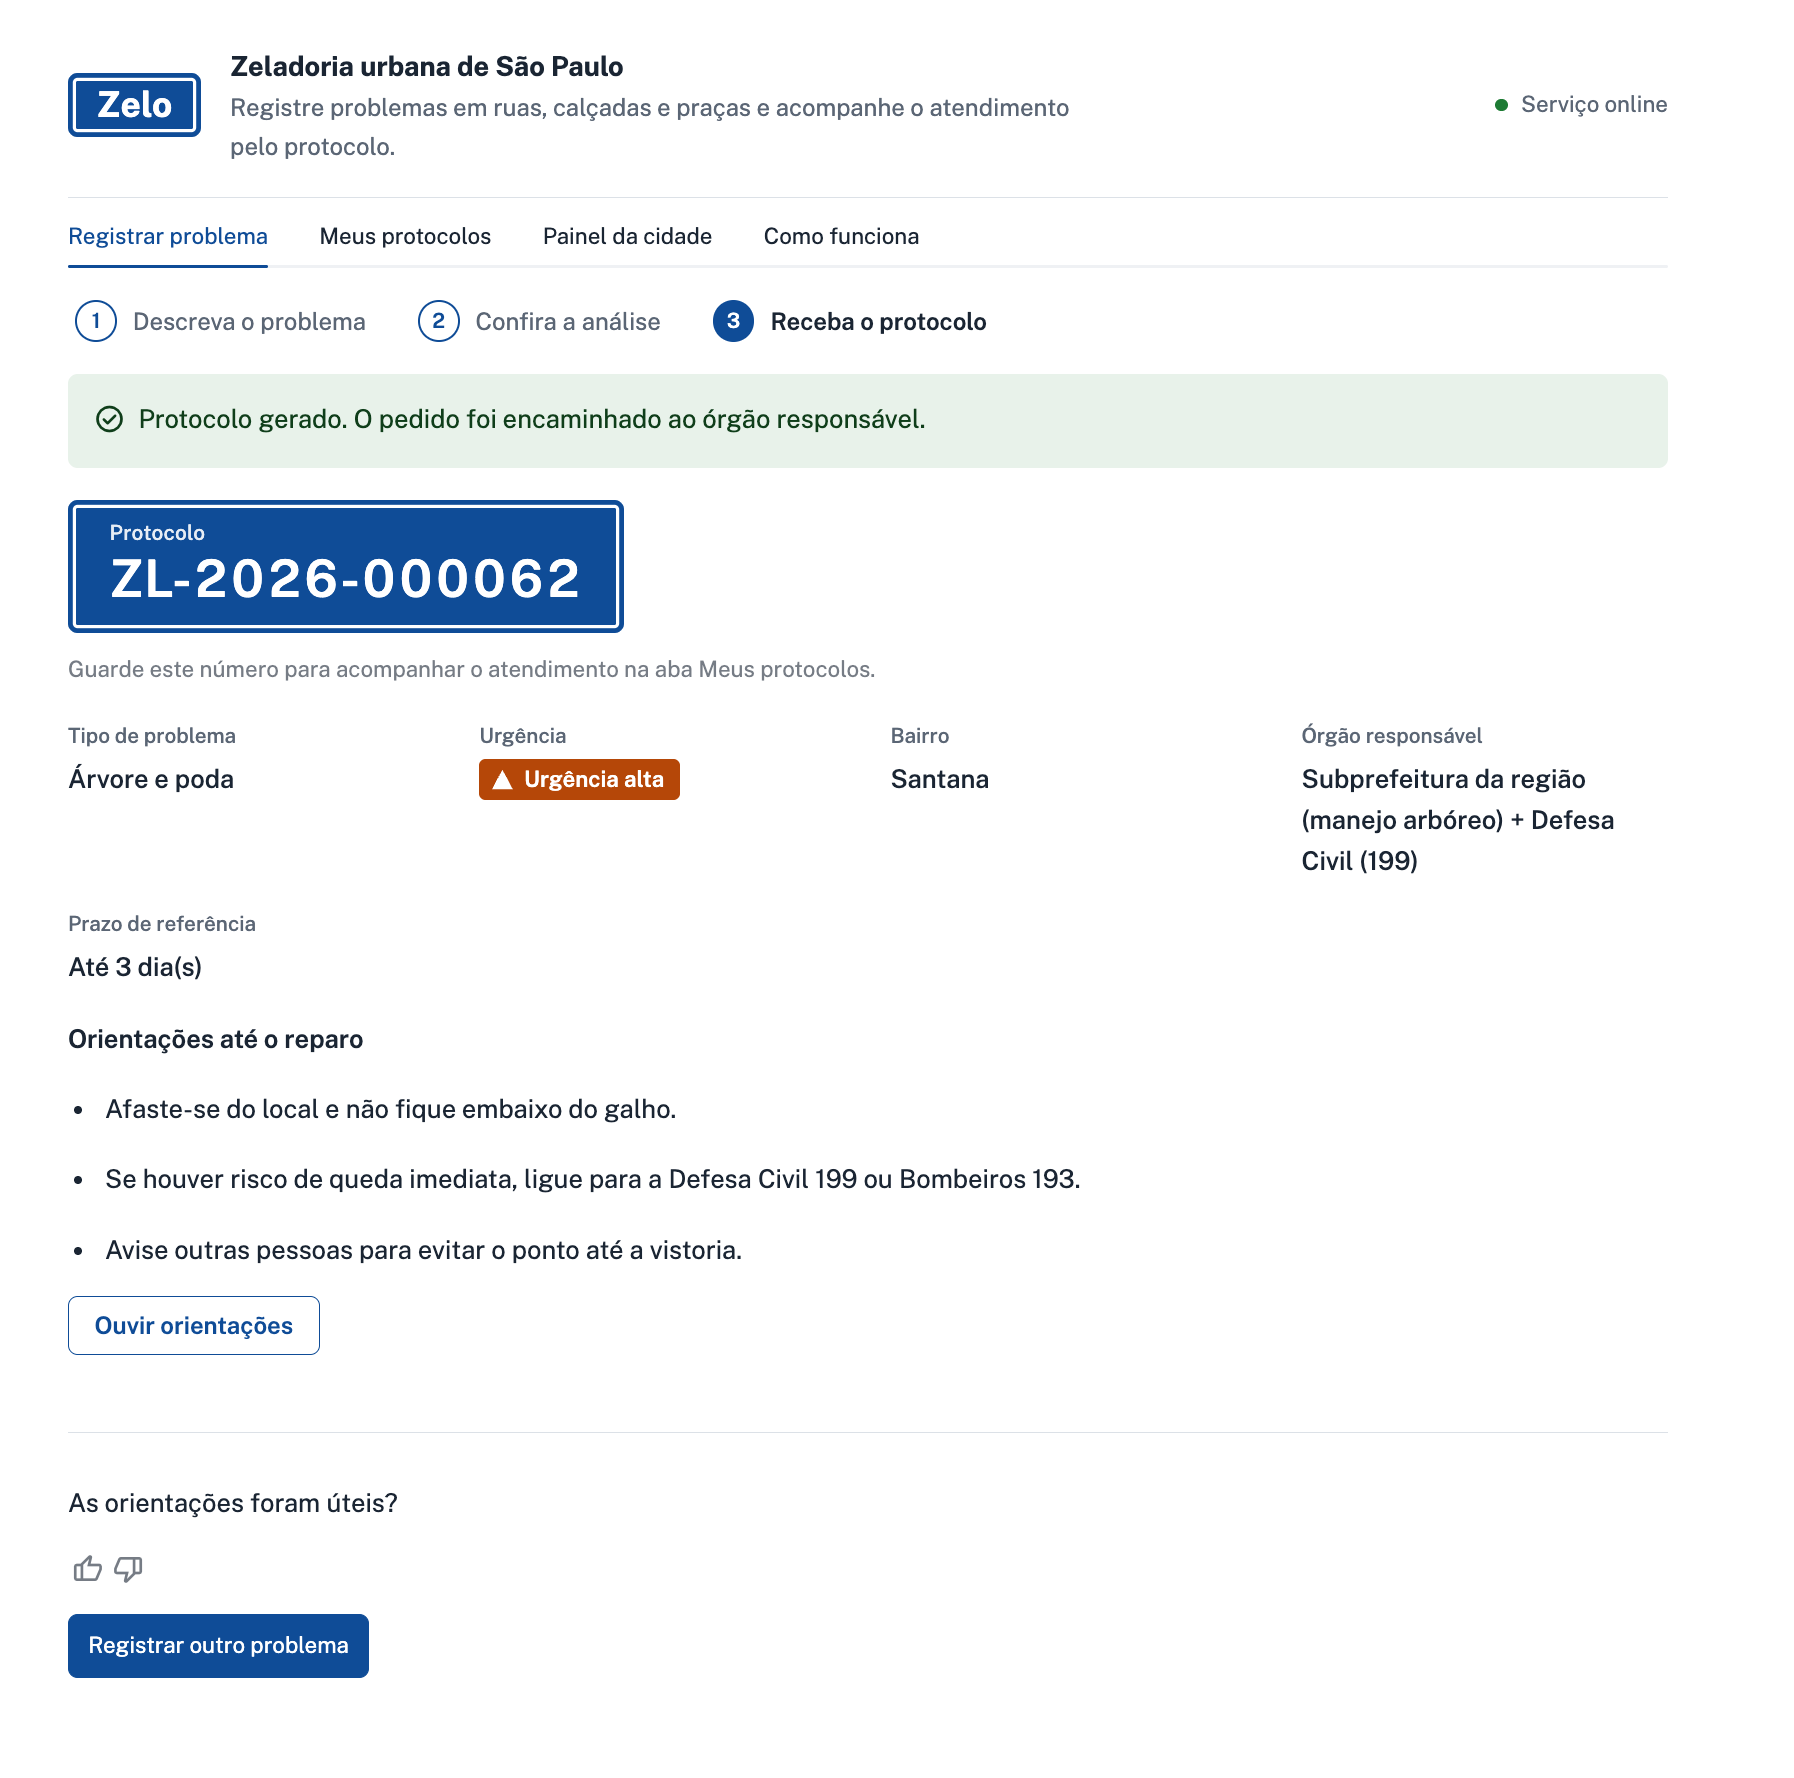 Zelo
Zeladoria urbana de São Paulo
Registre problemas em ruas, calçadas e praças e acompanhe o atendimento
pelo protocolo.
Serviço online
Registrar problema
Meus protocolos
Painel da cidade
Como funciona
1 Descreva o problema
2 Confira a análise
3 Receba o protocolo
Protocolo gerado. O pedido foi encaminhado ao órgão responsável.
Protocolo
ZL-2026-000062
Guarde este número para acompanhar o atendimento na aba Meus protocolos.
Tipo de problema
Árvore e poda
Urgência
Urgência alta
Bairro
Santana
Órgão responsável
Subprefeitura da região
(manejo arbóreo) + Defesa
Civil (199)
Prazo de referência
Até 3 dia(s)
Orientações até o reparo
• Afaste-se do local e não fique embaixo do galho.
• Se houver risco de queda imediata, ligue para a Defesa Civil 199 ou Bombeiros 193.
• Avise outras pessoas para evitar o ponto até a vistoria.
Ouvir orientações
As orientações foram úteis?
Registrar outro problema